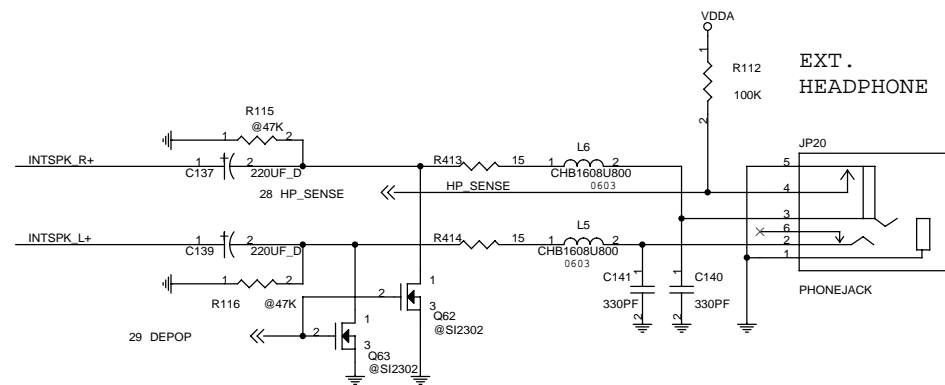 VDDA
1
R112
100K
2
EXT.
HEADPHONE
R115
1 2
@47K
INTSPK_R+
1 2
C137 220UF_D
28 HP_SENSE
R413 15
L6
1 2
CHB1608U800
0603
HP_SENSE
JP20
5
4
3
6
2
1
PHONEJACK
INTSPK_L+
1 2
C139 220UF_D
R414 15
L5
1 2
CHB1608U800
0603
1 2
R116 @47K
29 DEPOP
2
1
3
Q62
@SI2302
2
1
3
Q63
@SI2302
C141
1
330PF
2
C140
1
330PF
2